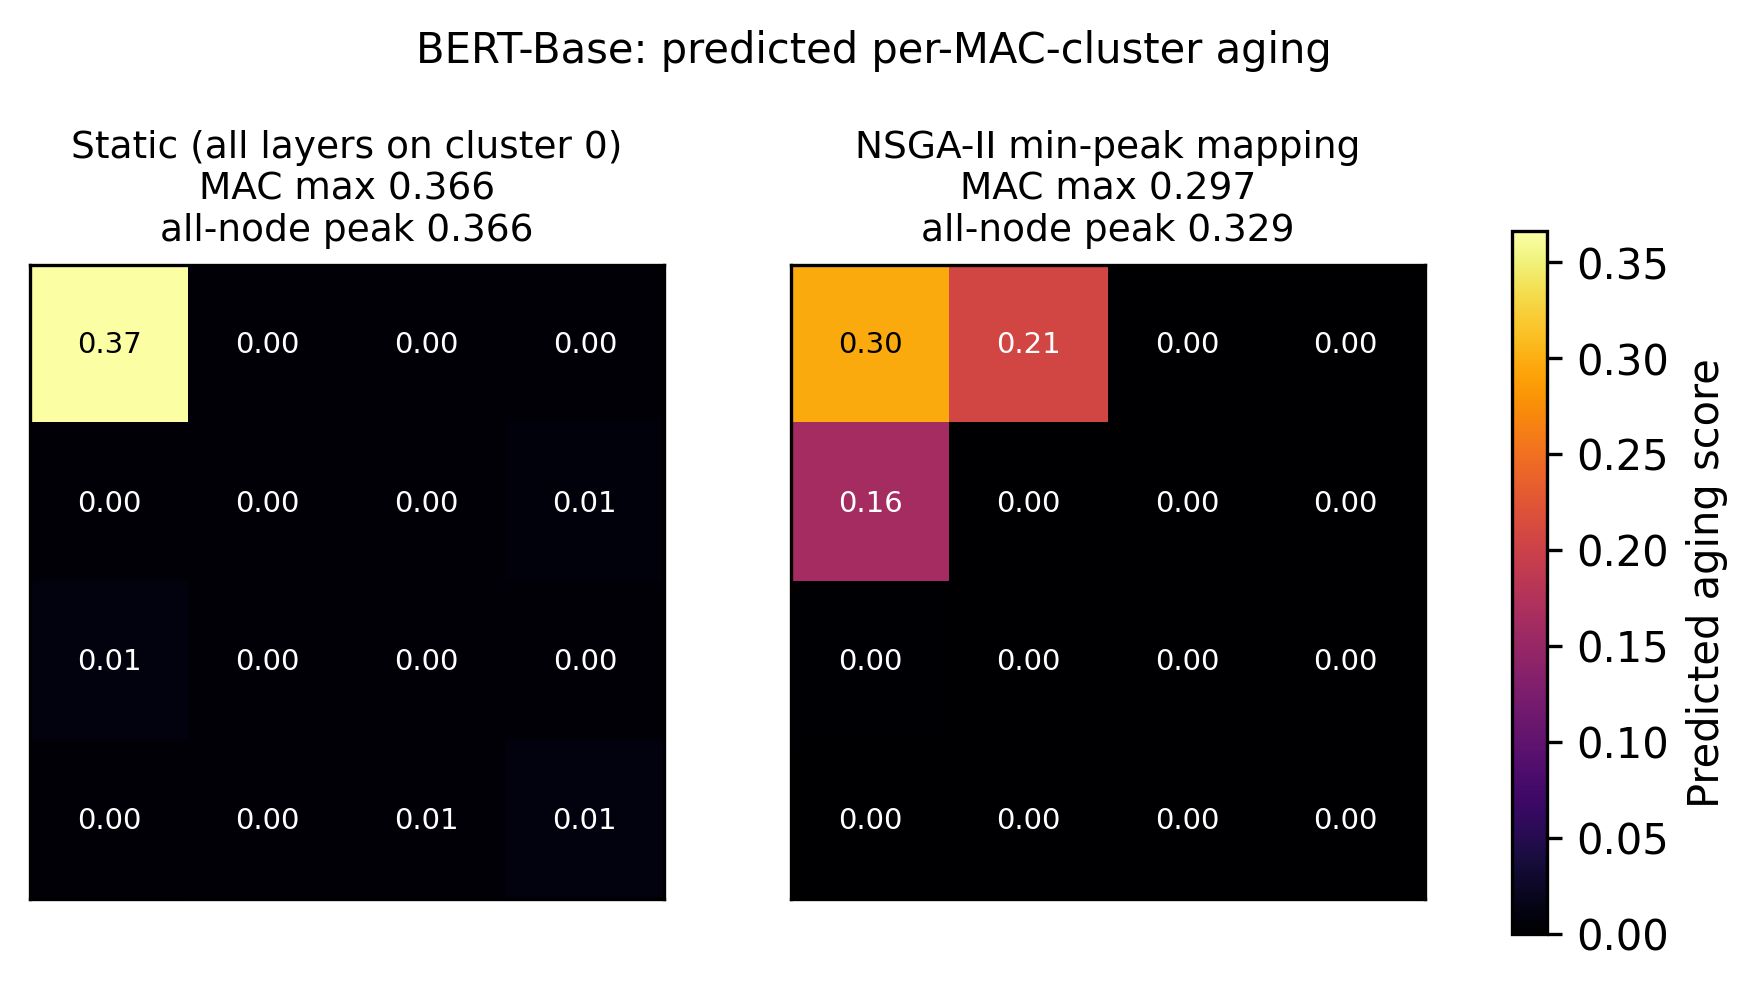 BERT-Base: predicted per-MAC-cluster aging
Static (all layers on cluster 0)
MAC max 0.366
all-node peak 0.366
0.37 0.00 0.00 0.00
0.00 0.00 0.00 0.01
0.01 0.00 0.00 0.00
0.00 0.00 0.01 0.01
NSGA-II min-peak mapping
MAC max 0.297
all-node peak 0.329
0.30 0.21 0.00 0.00
0.16 0.00 0.00 0.00
0.00 0.00 0.00 0.00
0.00 0.00 0.00 0.00
0.35
0.30
0.25
0.20
0.15
0.10
0.05
0.00
Predicted aging score